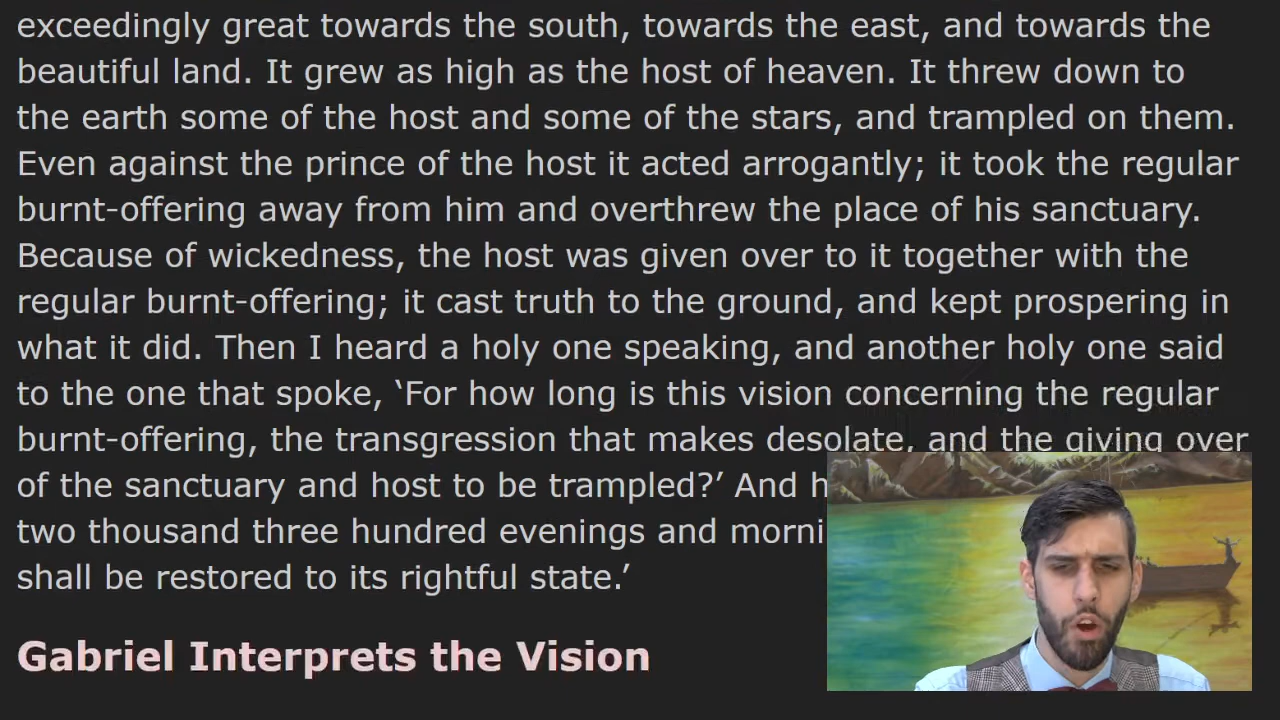 exceedingly great towards the south, towards the east, and towards the
beautiful land. It grew as high as the host of heaven. It threw down to
the earth some of the host and some of the stars, and trampled on them.
Even against the prince of the host it acted arrogantly; it took the regular
burnt-offering away from him and overthrew the place of his sanctuary.
Because of wickedness, the host was given over to it together with the
regular burnt-offering; it cast truth to the ground, and kept prospering in
what it did. Then I heard a holy one speaking, and another holy one said
to the one that spoke, ‘For how long is this vision concerning the regular
burnt-offering, the transgression that makes desolate, and the giving over
of the sanctuary and host to be trampled?’ And h
two thousand three hundred evenings and morni
shall be restored to its rightful state.’
Gabriel Interprets the Vision